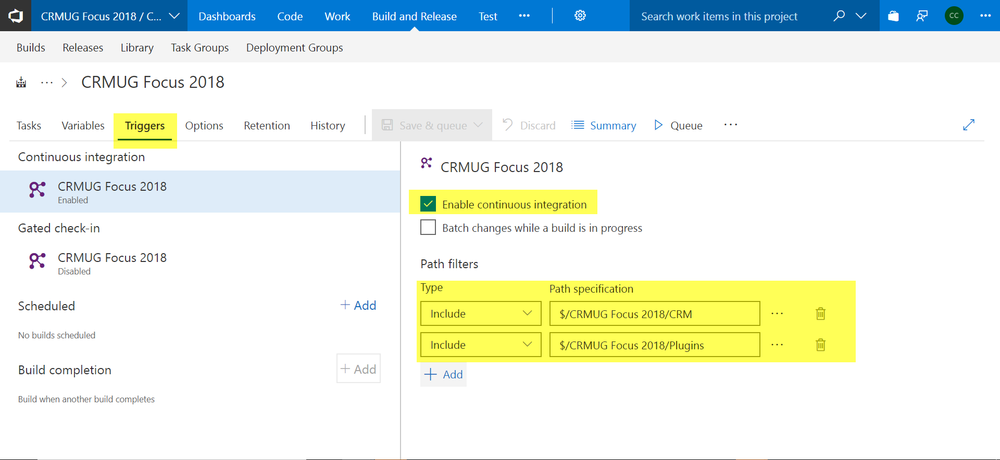 CRMUG Focus 2018 / C... Dashboards Code Work Build and Release Test ... Search work items in this project CC ...
Builds Releases Library Task Groups Deployment Groups
... CRMUG Focus 2018
Tasks Variables Triggers Options Retention History Save & queue Discard Summary Queue ...
Continuous integration
CRMUG Focus 2018
Enabled
Gated check-in
CRMUG Focus 2018
Disabled
Scheduled + Add
No builds scheduled
Build completion + Add
Build when another build completes
CRMUG Focus 2018
Enable continuous integration
Batch changes while a build is in progress
Path filters
Type Path specification
Include $/CRMUG Focus 2018/CRM ...
Include $/CRMUG Focus 2018/Plugins ...
+ Add